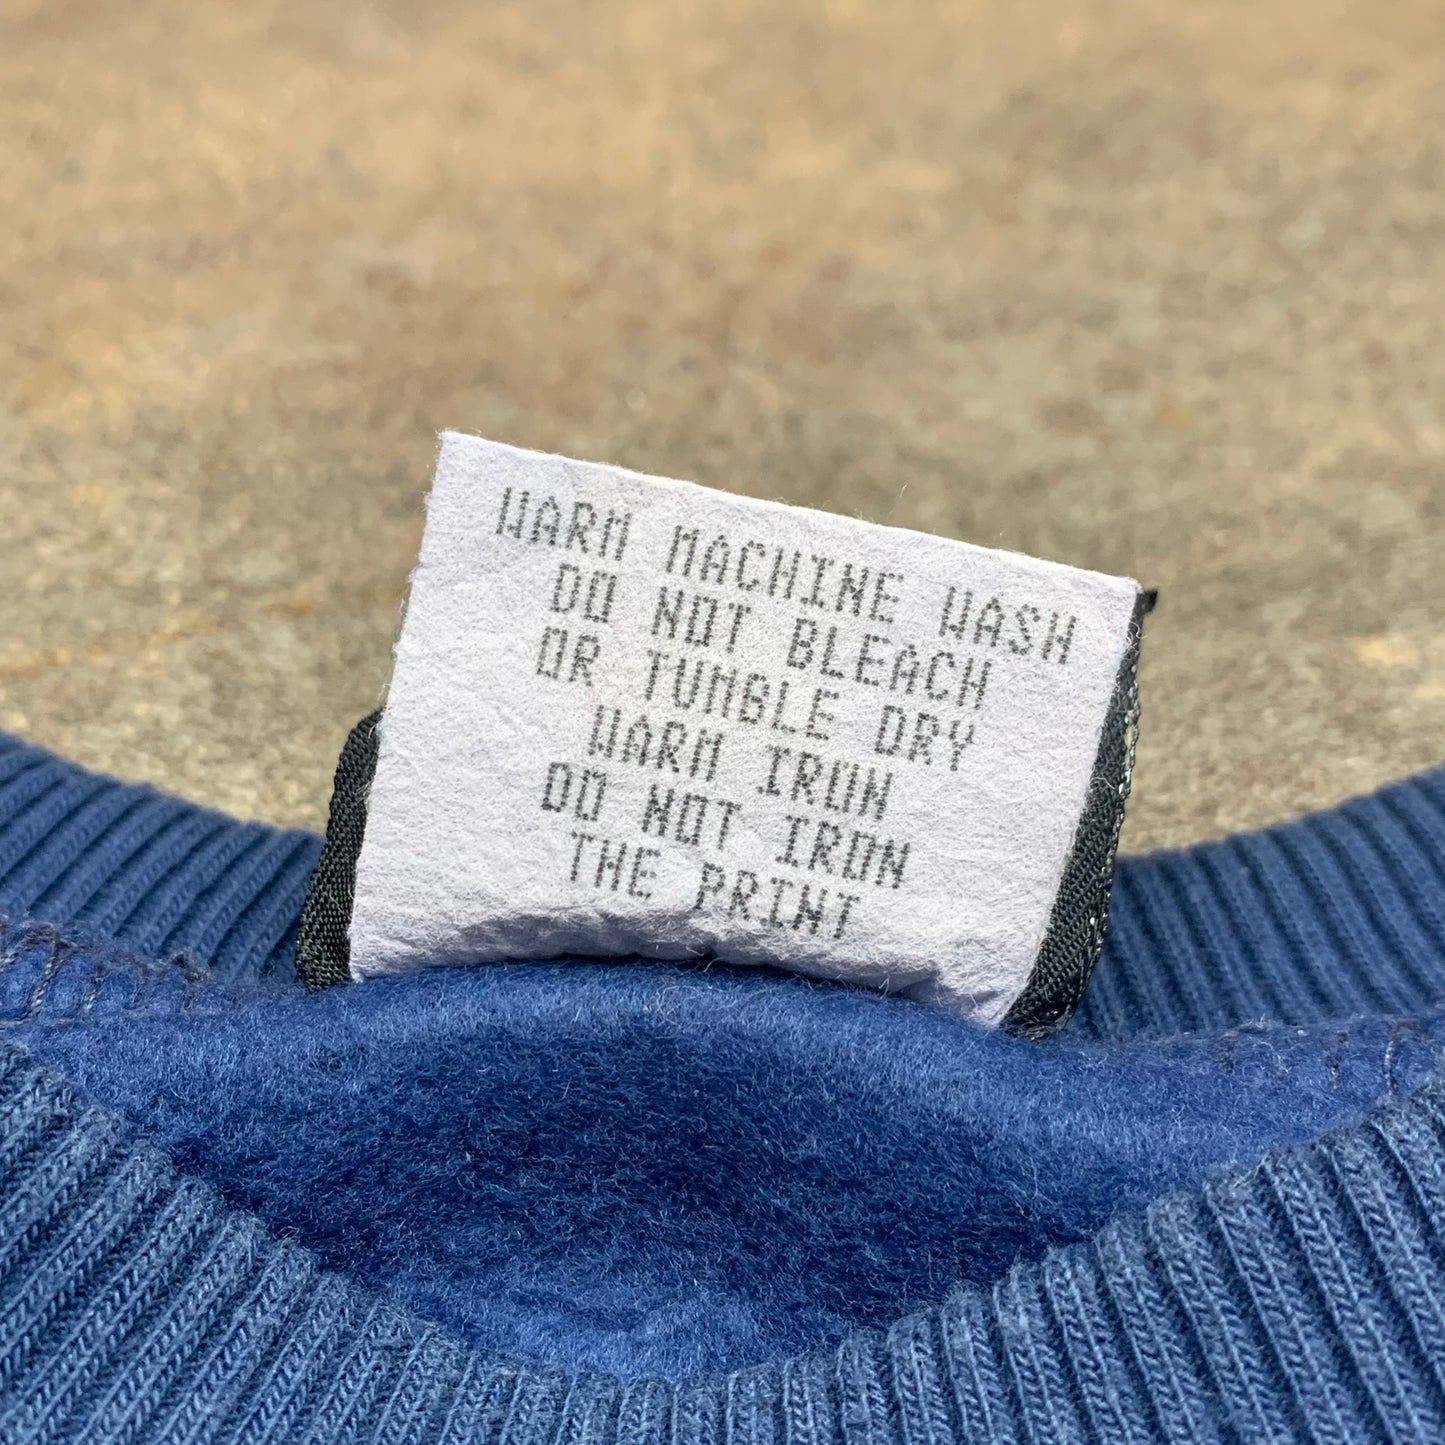 WARM MACHINE WASH
DO NOT BLEACH
OR TUMBLE DRY
WARM IRON
DO NOT IRON
THE PRINT